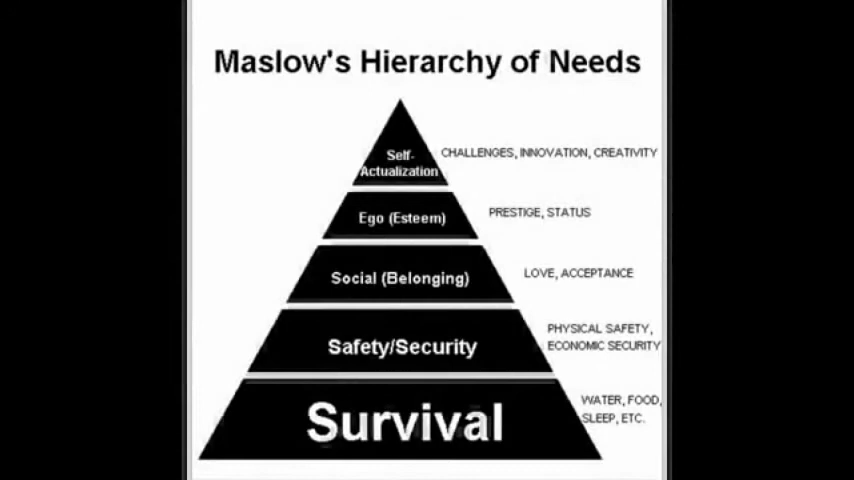 Maslow's Hierarchy of Needs
Self-
Actualization
CHALLENGES, INNOVATION, CREATIVITY
Ego (Esteem)
PRESTIGE, STATUS
Social (Belonging)
LOVE, ACCEPTANCE
Safety/Security
PHYSICAL SAFETY,
ECONOMIC SECURITY
Survival
WATER, FOOD,
SLEEP, ETC.